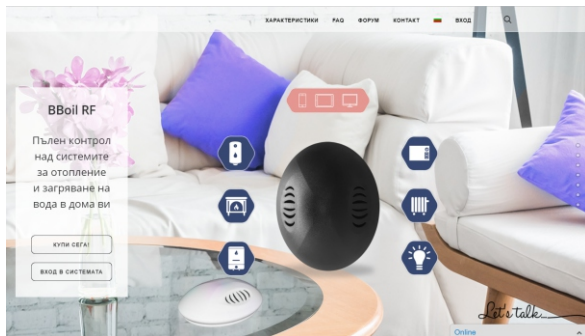 ХАРАКТЕРИСТИКИ FAQ ФОРУМ КОНТАКТ ВХОД
BBoil RF
Пълен контрол
над системите
за отопление
и загряване на
вода в дома ви
КУПИ СЕГА!
ВХОД В СИСТЕМАТА
Let's talk
Online